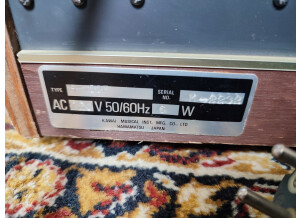 TYPE
SERIAL NO.
AC V 50/60Hz W
KAWAI MUSICAL INST. MFG. CO., LTD.
HAMAMATSU JAPAN